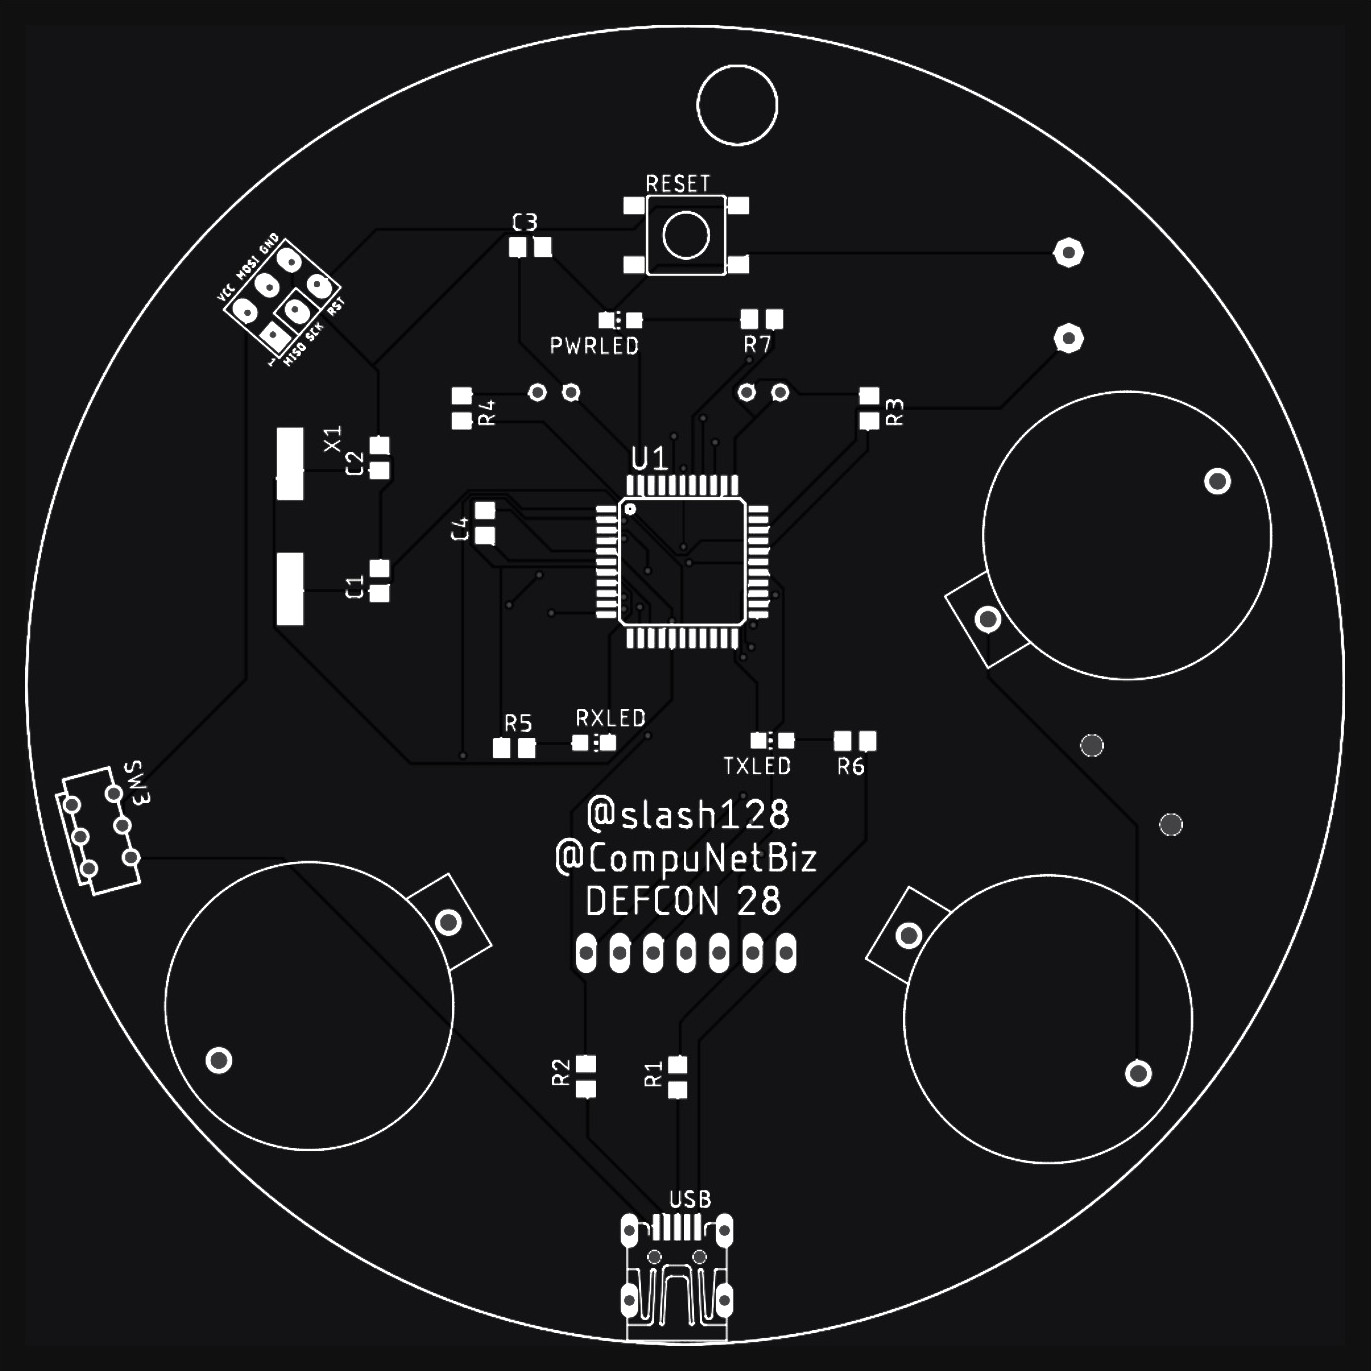 RESET
C3
VCC MOSI GND
1
MISO SCK RST
PWRLED
R7
R4
R3
X1
C2
U1
C4
C1
R5
RXLED
TXLED
R6
SW3
@slash128
@CompuNetBiz
DEFCON 28
R2
R1
USB